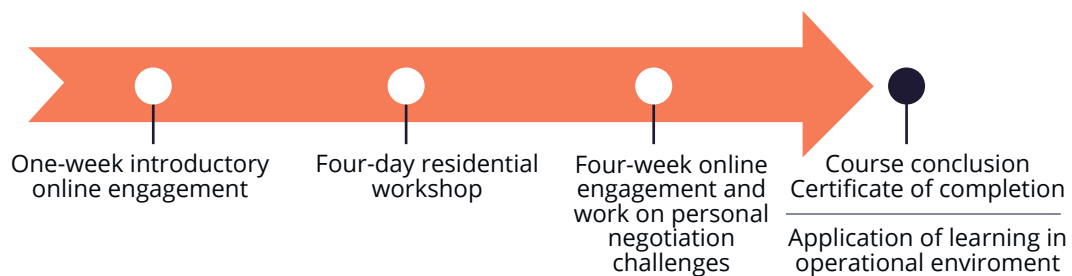 One-week introductory
online engagement
Four-day residential
workshop
Four-week online
engagement and
work on personal
negotiation
challenges
Course conclusion
Certificate of completion
Application of learning in
operational enviroment